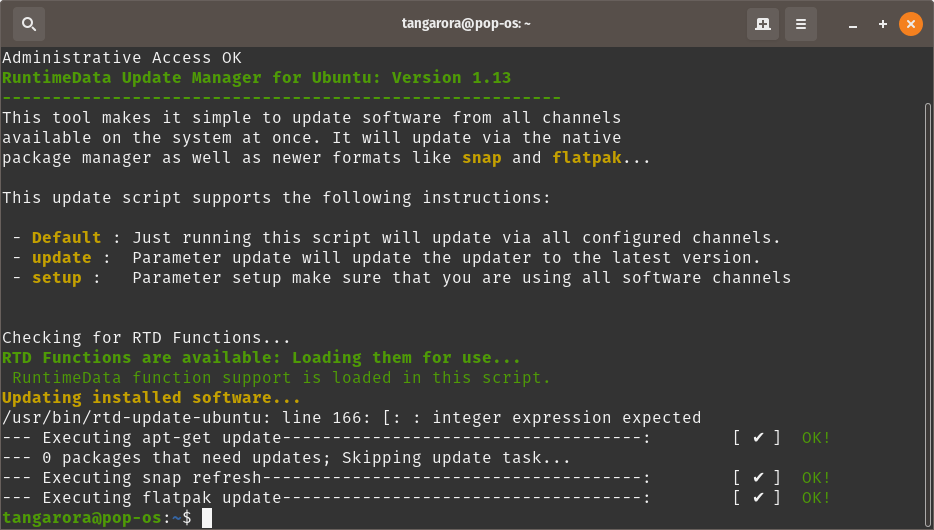 tangarora@pop-os: ~
Administrative Access OK
RuntimeData Update Manager for Ubuntu: Version 1.13
--------------------------------------------------------
This tool makes it simple to update software from all channels
available on the system at once. It will update via the native
package manager as well as newer formats like snap and flatpak...
This update script supports the following instructions:
- Default : Just running this script will update via all configured channels.
- update :  Parameter update will update the updater to the latest version.
- setup :   Parameter setup make sure that you are using all software channels
Checking for RTD Functions...
RTD Functions are available: Loading them for use...
RuntimeData function support is loaded in this script.
Updating installed software...
/usr/bin/rtd-update-ubuntu: line 166: [: : integer expression expected
--- Executing apt-get update------------------------------------:        [ ✔ ]  OK!
--- 0 packages that need updates; Skipping update task...
--- Executing snap refresh--------------------------------------:        [ ✔ ]  OK!
--- Executing flatpak update------------------------------------:        [ ✔ ]  OK!
tangarora@pop-os:~$